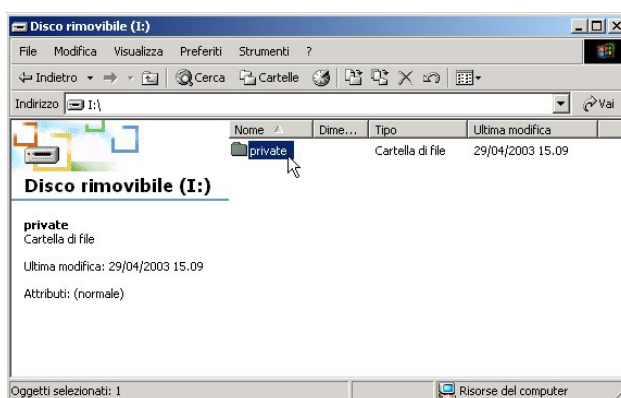 Disco rimovibile (I:)
File Modifica Visualizza Preferiti Strumenti ?
Indietro Cerca Cartelle
Indirizzo I:\ Vai
Nome Dime... Tipo Ultima modifica
private Cartella di file 29/04/2003 15.09
Disco rimovibile (I:)
private
Cartella di file
Ultima modifica: 29/04/2003 15.09
Attributi: (normale)
Oggetti selezionati: 1 Risorse del computer